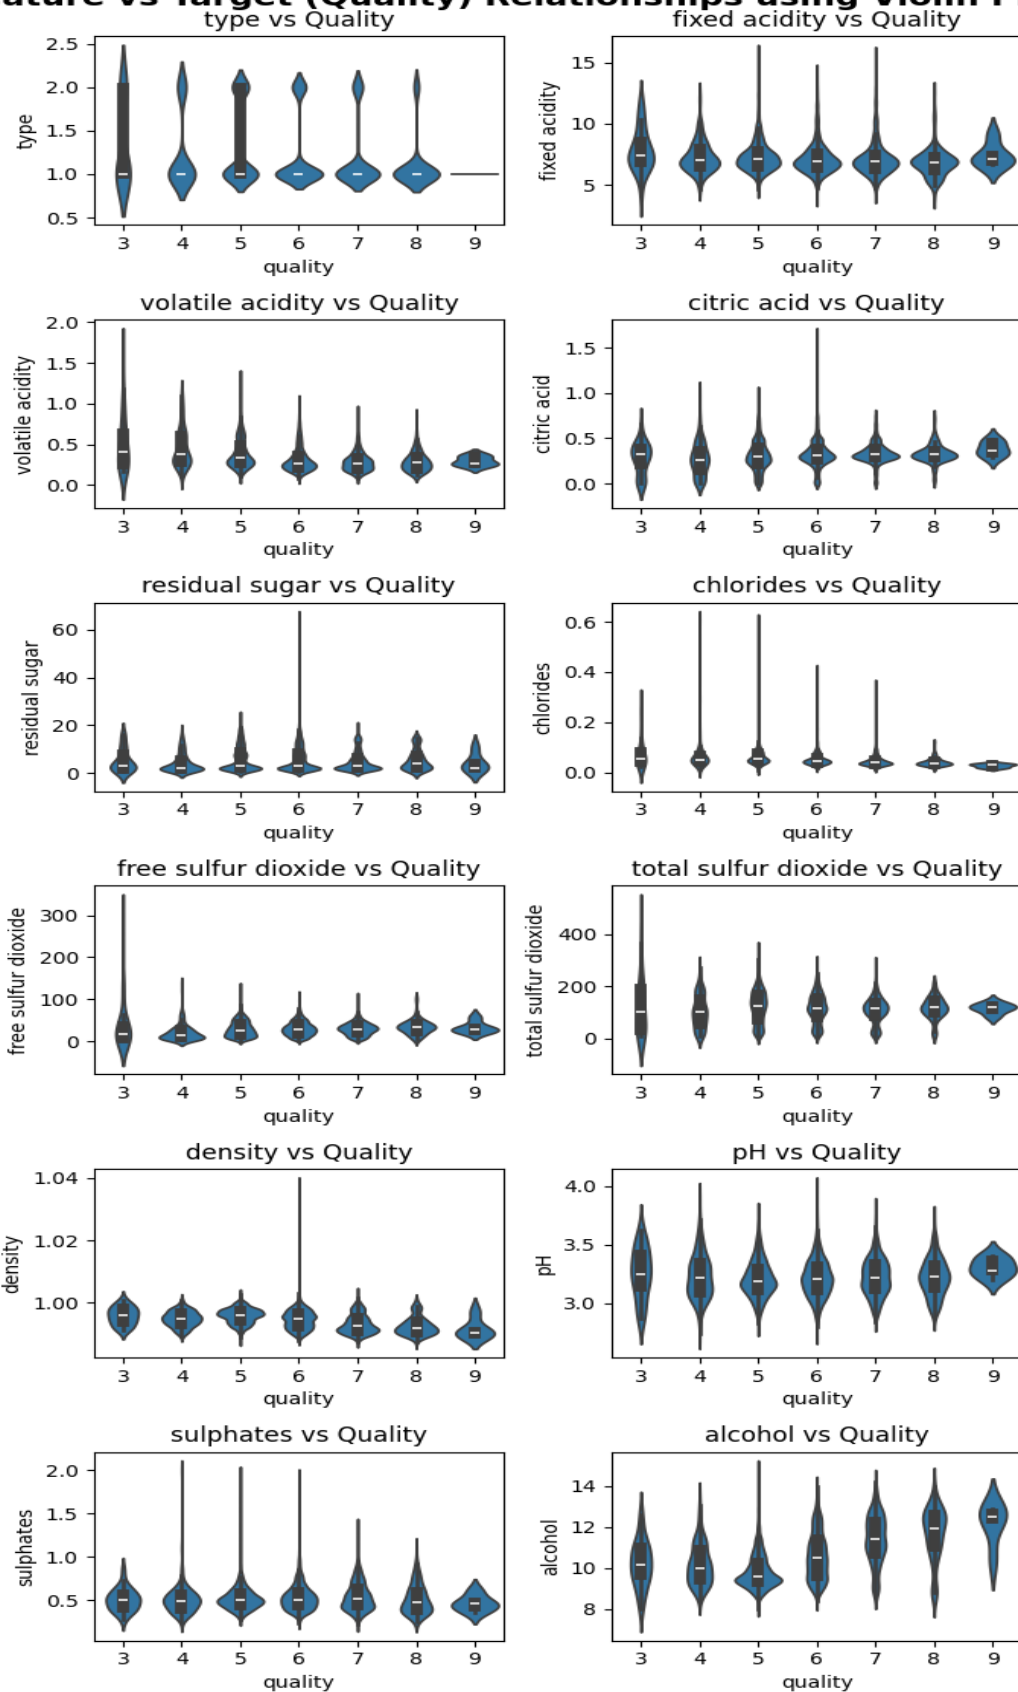 ature vs Target (Quality) Relationships using Violin P
type vs Quality
2.5
2.0
1.5
1.0
0.5
type
3 4 5 6 7 8 9
quality
fixed acidity vs Quality
15
10
5
fixed acidity
3 4 5 6 7 8 9
quality
volatile acidity vs Quality
2.0
1.5
1.0
0.5
0.0
volatile acidity
3 4 5 6 7 8 9
quality
citric acid vs Quality
1.5
1.0
0.5
0.0
citric acid
3 4 5 6 7 8 9
quality
residual sugar vs Quality
60
40
20
0
residual sugar
3 4 5 6 7 8 9
quality
chlorides vs Quality
0.6
0.4
0.2
0.0
chlorides
3 4 5 6 7 8 9
quality
free sulfur dioxide vs Quality
300
200
100
0
free sulfur dioxide
3 4 5 6 7 8 9
quality
total sulfur dioxide vs Quality
400
200
0
total sulfur dioxide
3 4 5 6 7 8 9
quality
density vs Quality
1.04
1.02
1.00
density
3 4 5 6 7 8 9
quality
pH vs Quality
4.0
3.5
3.0
pH
3 4 5 6 7 8 9
quality
sulphates vs Quality
2.0
1.5
1.0
0.5
sulphates
3 4 5 6 7 8 9
quality
alcohol vs Quality
14
12
10
8
alcohol
3 4 5 6 7 8 9
quality